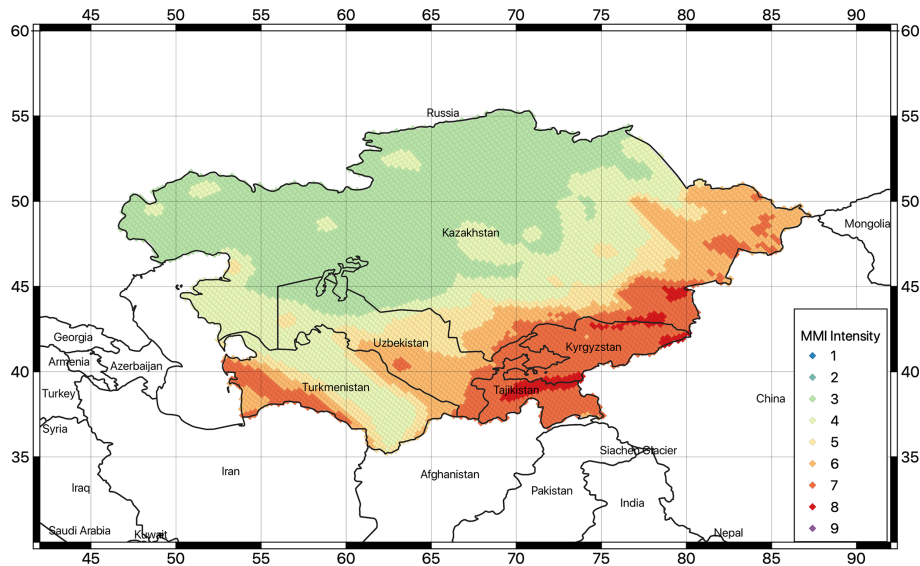 45 50 55 60 65 70 75 80 85 90
60 60
Russia
55 55
50 50
Mongolia
Kazakhstan
45 45
Georgia
MMI Intensity
Uzbekistan
Kyrgyzstan
1
Armenia
Azerbaijan
2
40 40
Turkey
Turkmenistan
Tajikistan
China
3
4
Syria
5
35 35
Siachen Glacier
6
Iran
Afghanistan
7
Iraq
Pakistan
India
8
Saudi Arabia
Kuwait
Nepal
9
45 50 55 60 65 70 75 80 85 90